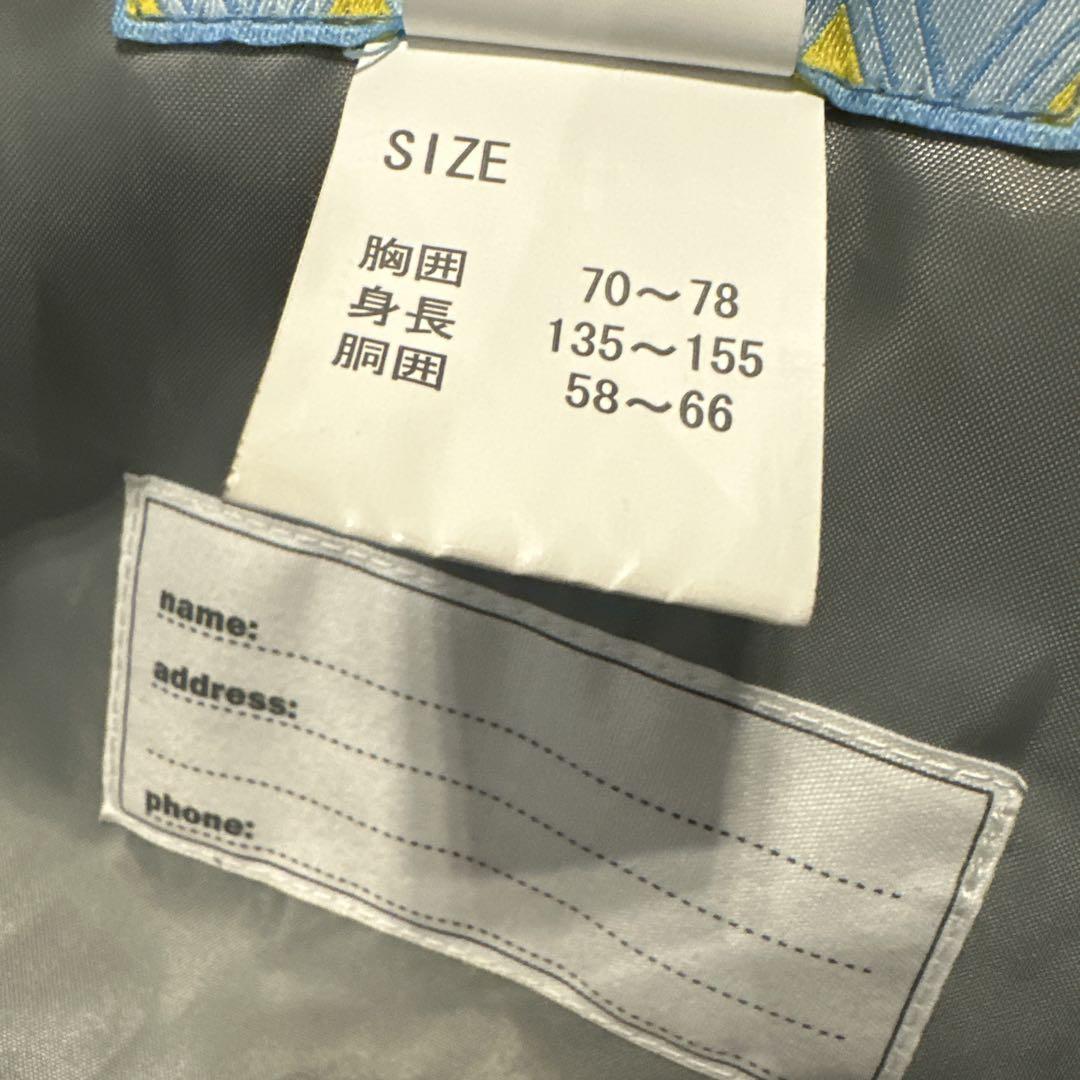 SIZE
胸囲 70～78
身長 135～155
胴囲 58～66
name:
address:
phone: